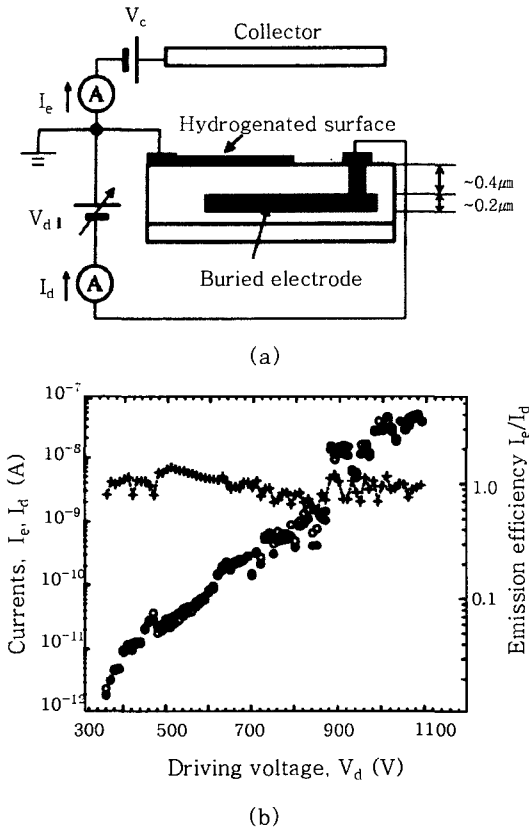 V_c
Collector
A
I_e
Hydrogenated surface
~0.4μm
~0.2μm
V_d
I_d
A
Buried electrode
(a)
10^-7
10^-8
10^-9
10^-10
10^-11
10^-12
Currents, I_e, I_d (A)
1.0
0.1
Emission efficiency I_e/I_d
300 500 700 900 1100
Driving voltage, V_d (V)
(b)